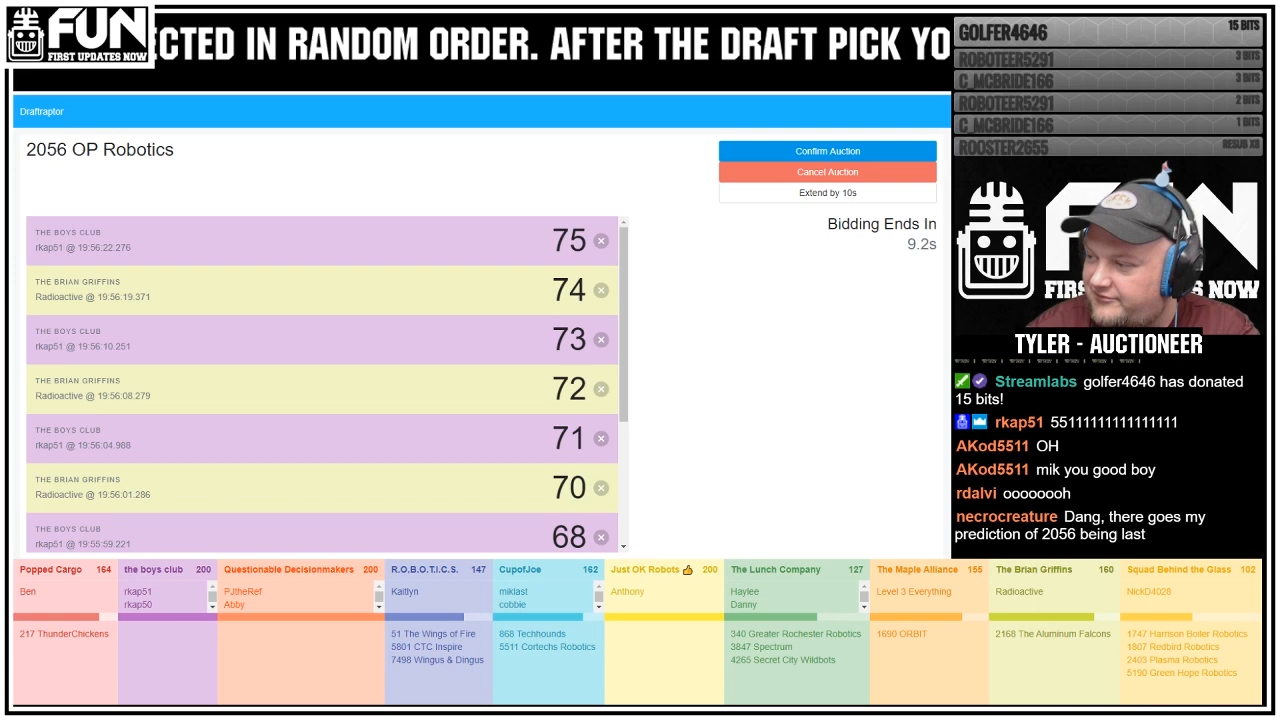 FUN
FIRST UPDATES NOW
ECTED IN RANDOM ORDER. AFTER THE DRAFT PICK YO
Draftraptor
2056 OP Robotics
Confirm Auction
Cancel Auction
Extend by 10s
Bidding Ends In
9.2s
THE BOYS CLUB
rkap51 @ 19:56:22.276
75
THE BRIAN GRIFFINS
Radioactive @ 19:56:19.371
74
THE BOYS CLUB
rkap51 @ 19:56:10.251
73
THE BRIAN GRIFFINS
Radioactive @ 19:56:08.279
72
THE BOYS CLUB
rkap51 @ 19:56:04.988
71
THE BRIAN GRIFFINS
Radioactive @ 19:56:01.286
70
THE BOYS CLUB
rkap51 @ 19:55:59.221
68
GOLFER4646 15 BITS
ROBOTEER5291 3 BITS
C_MCBRIDE166 3 BITS
ROBOTEER5291 2 BITS
C_MCBRIDE166 1 BITS
ROOSTER2655 RESUB X8
TYLER - AUCTIONEER
Streamlabs golfer4646 has donated
15 bits!
rkap51 55111111111111111
AKod5511 OH
AKod5511 mik you good boy
rdalvi oooooooh
necrocreature Dang, there goes my
prediction of 2056 being last
Popped Cargo 164
Ben
217 ThunderChickens
the boys club 200
rkap51
rkap50
Questionable Decisionmakers 200
PJtheRef
Abby
R.O.B.O.T.I.C.S. 147
Kaitlyn
51 The Wings of Fire
5801 CTC Inspire
7498 Wingus & Dingus
CupofJoe 162
miklast
cobbie
868 Techhounds
5511 Cortechs Robotics
Just OK Robots 👍 200
Anthony
The Lunch Company 127
Haylee
Danny
340 Greater Rochester Robotics
3847 Spectrum
4265 Secret City Wildbots
The Maple Alliance 155
Level 3 Everything
1690 ORBIT
The Brian Griffins 160
Radioactive
2168 The Aluminum Falcons
Squad Behind the Glass 102
NickD4028
1747 Harrison Boiler Robotics
1807 Redbird Robotics
2403 Plasma Robotics
5190 Green Hope Robotics